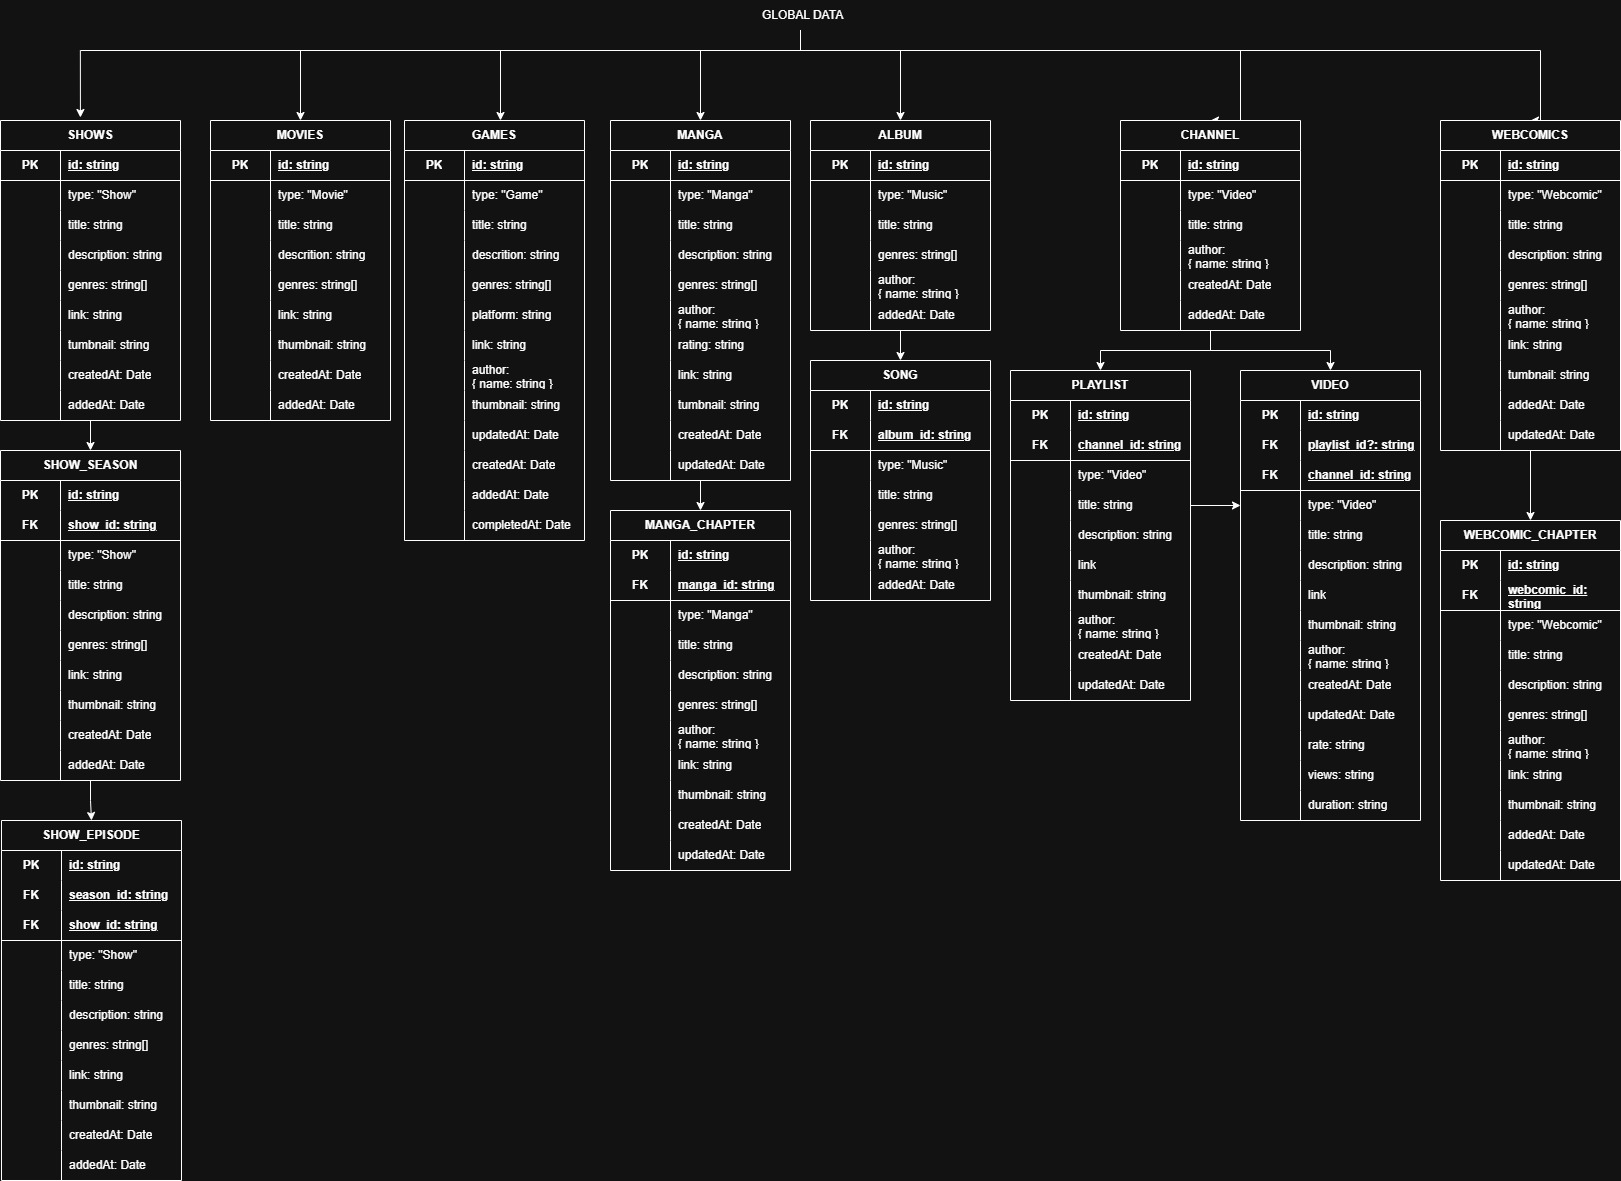 GLOBAL DATA
SHOWS
PK id: string
type: "Show"
title: string
description: string
genres: string[]
link: string
tumbnail: string
createdAt: Date
addedAt: Date
SHOW_SEASON
PK id: string
FK show_id: string
type: "Show"
title: string
description: string
genres: string[]
link: string
thumbnail: string
createdAt: Date
addedAt: Date
SHOW_EPISODE
PK id: string
FK season_id: string
FK show_id: string
type: "Show"
title: string
description: string
genres: string[]
link: string
thumbnail: string
createdAt: Date
addedAt: Date
MOVIES
PK id: string
type: "Movie"
title: string
descrition: string
genres: string[]
link: string
thumbnail: string
createdAt: Date
addedAt: Date
GAMES
PK id: string
type: "Game"
title: string
descrition: string
genres: string[]
platform: string
link: string
author:
{ name: string }
thumbnail: string
updatedAt: Date
createdAt: Date
addedAt: Date
completedAt: Date
MANGA
PK id: string
type: "Manga"
title: string
description: string
genres: string[]
author:
{ name: string }
rating: string
link: string
tumbnail: string
createdAt: Date
updatedAt: Date
MANGA_CHAPTER
PK id: string
FK manga_id: string
type: "Manga"
title: string
description: string
genres: string[]
author:
{ name: string }
link: string
thumbnail: string
createdAt: Date
updatedAt: Date
ALBUM
PK id: string
type: "Music"
title: string
genres: string[]
author:
{ name: string }
addedAt: Date
SONG
PK id: string
FK album_id: string
type: "Music"
title: string
genres: string[]
author:
{ name: string }
addedAt: Date
CHANNEL
PK id: string
type: "Video"
title: string
author:
{ name: string }
createdAt: Date
addedAt: Date
PLAYLIST
PK id: string
FK channel_id: string
type: "Video"
title: string
description: string
link
thumbnail: string
author:
{ name: string }
createdAt: Date
updatedAt: Date
VIDEO
PK id: string
FK playlist_id?: string
FK channel_id: string
type: "Video"
title: string
description: string
link
thumbnail: string
author:
{ name: string }
createdAt: Date
updatedAt: Date
rate: string
views: string
duration: string
WEBCOMICS
PK id: string
type: "Webcomic"
title: string
description: string
genres: string[]
author:
{ name: string }
link: string
tumbnail: string
addedAt: Date
updatedAt: Date
WEBCOMIC_CHAPTER
PK id: string
FK webcomic_id:
string
type: "Webcomic"
title: string
description: string
genres: string[]
author:
{ name: string }
link: string
thumbnail: string
addedAt: Date
updatedAt: Date